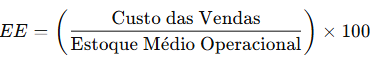 EE = (Custo das Vendas / Estoque Médio Operacional) × 100